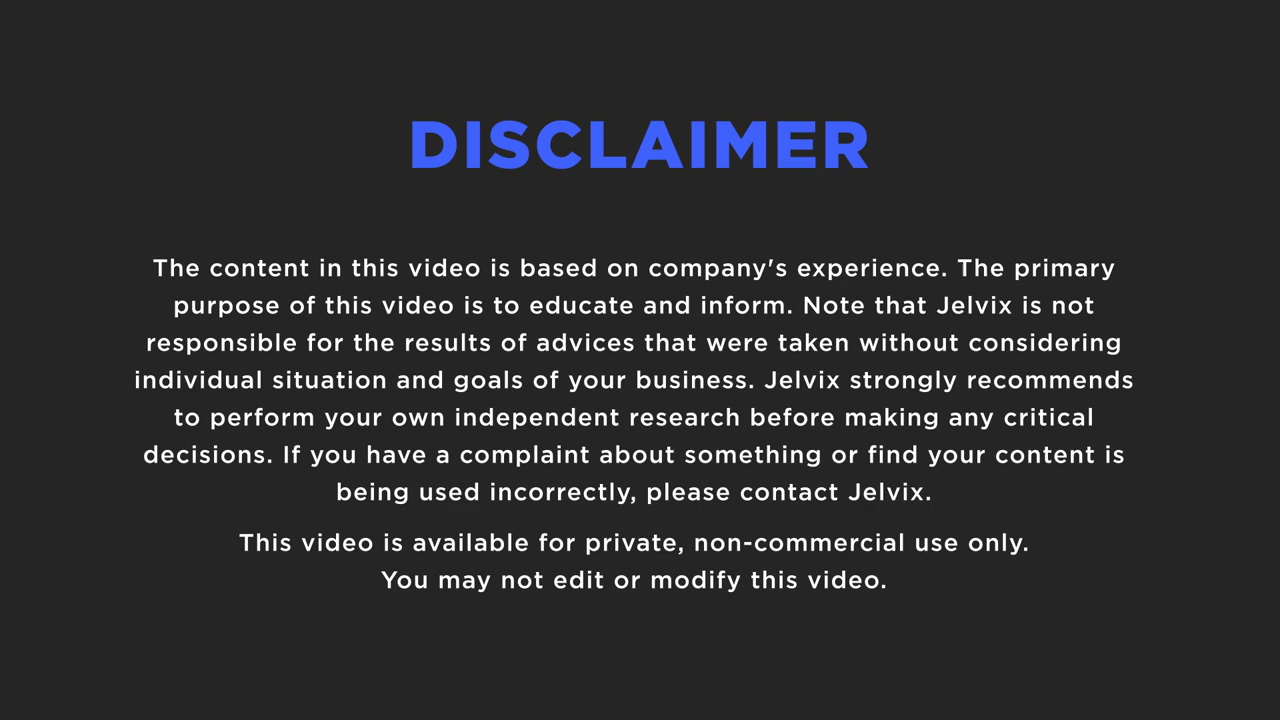 DISCLAIMER
The content in this video is based on company's experience. The primary
purpose of this video is to educate and inform. Note that Jelvix is not
responsible for the results of advices that were taken without considering
individual situation and goals of your business. Jelvix strongly recommends
to perform your own independent research before making any critical
decisions. If you have a complaint about something or find your content is
being used incorrectly, please contact Jelvix.
This video is available for private, non-commercial use only.
You may not edit or modify this video.